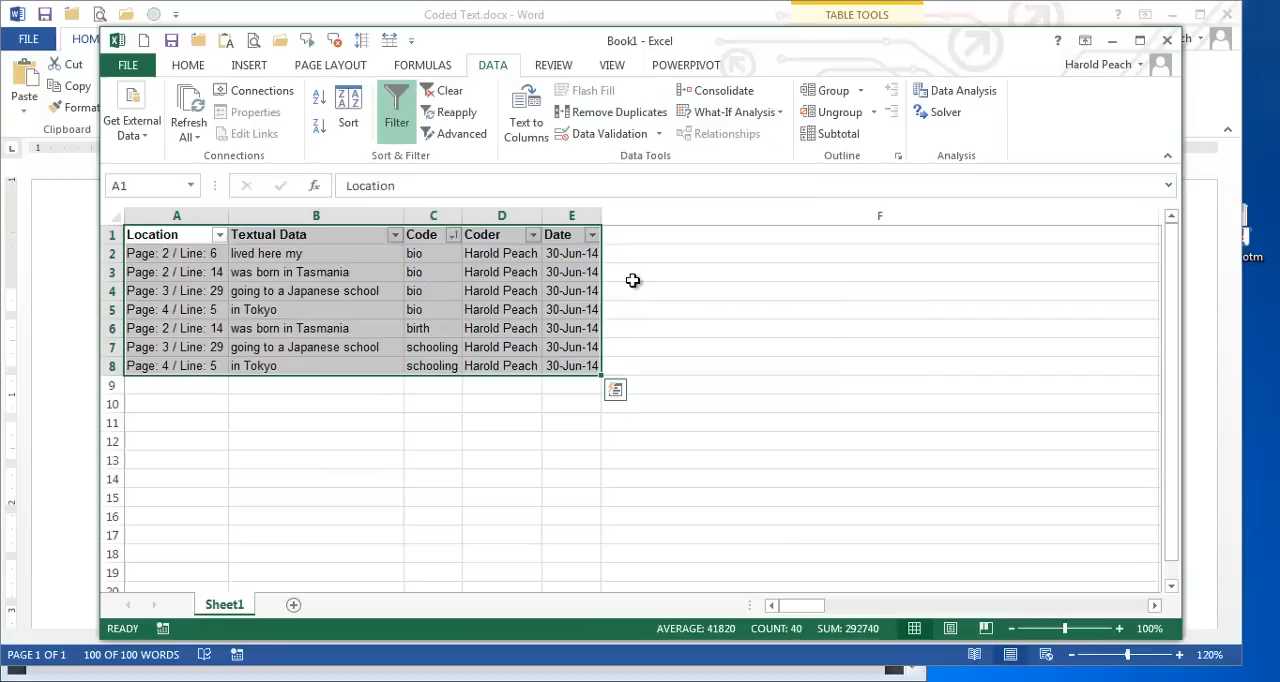 Coded Text.docx - Word
TABLE TOOLS
FILE
HOM
Cut
Copy
Format
Paste
Clipboard
Book1 - Excel
Harold Peach
FILE HOME INSERT PAGE LAYOUT FORMULAS DATA REVIEW VIEW POWERPIVOT
Get External Data
Refresh All
Connections
Properties
Edit Links
Connections
Sort
Filter
Clear
Reapply
Advanced
Sort & Filter
Text to Columns
Flash Fill
Remove Duplicates
Data Validation
Consolidate
What-If Analysis
Relationships
Data Tools
Group
Ungroup
Subtotal
Outline
Data Analysis
Solver
Analysis
A1
fx
Location
A B C D E F
1 Location Textual Data Code Coder Date
2 Page: 2 / Line: 6 lived here my bio Harold Peach 30-Jun-14
3 Page: 2 / Line: 14 was born in Tasmania bio Harold Peach 30-Jun-14
4 Page: 3 / Line: 29 going to a Japanese school bio Harold Peach 30-Jun-14
5 Page: 4 / Line: 5 in Tokyo bio Harold Peach 30-Jun-14
6 Page: 2 / Line: 14 was born in Tasmania birth Harold Peach 30-Jun-14
7 Page: 3 / Line: 29 going to a Japanese school schooling Harold Peach 30-Jun-14
8 Page: 4 / Line: 5 in Tokyo schooling Harold Peach 30-Jun-14
9
10
11
12
13
14
15
16
17
18
19
Sheet1
READY
AVERAGE: 41820 COUNT: 40 SUM: 292740
100%
PAGE 1 OF 1 100 OF 100 WORDS
120%